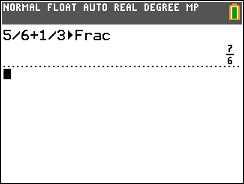 NORMAL FLOAT AUTO REAL DEGREE MP
5/6+1/3▸Frac
7/6